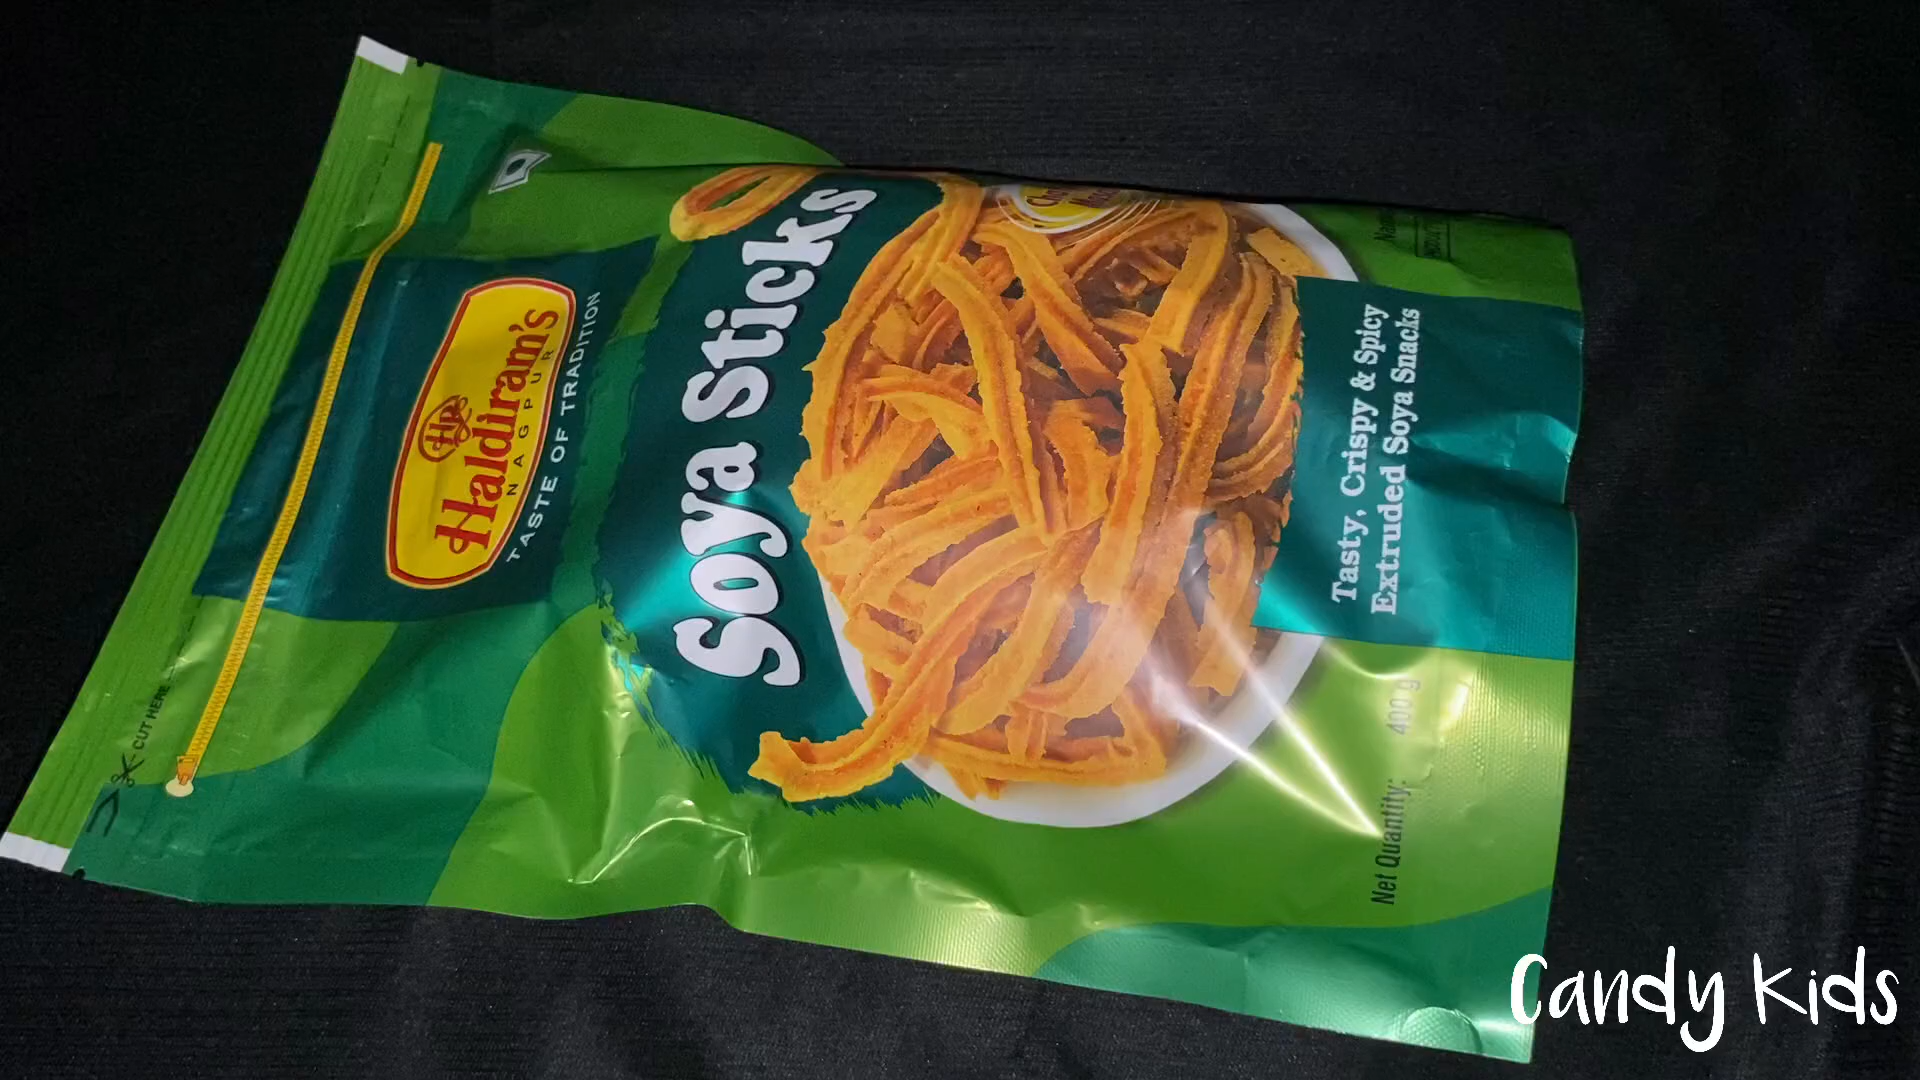 Haldiram's
NAGPUR
TASTE OF TRADITION
Soya Sticks
Tasty, Crispy & Spicy
Extruded Soya Snacks
Net Quantity: 400 g
CUT HERE
Candy Kids